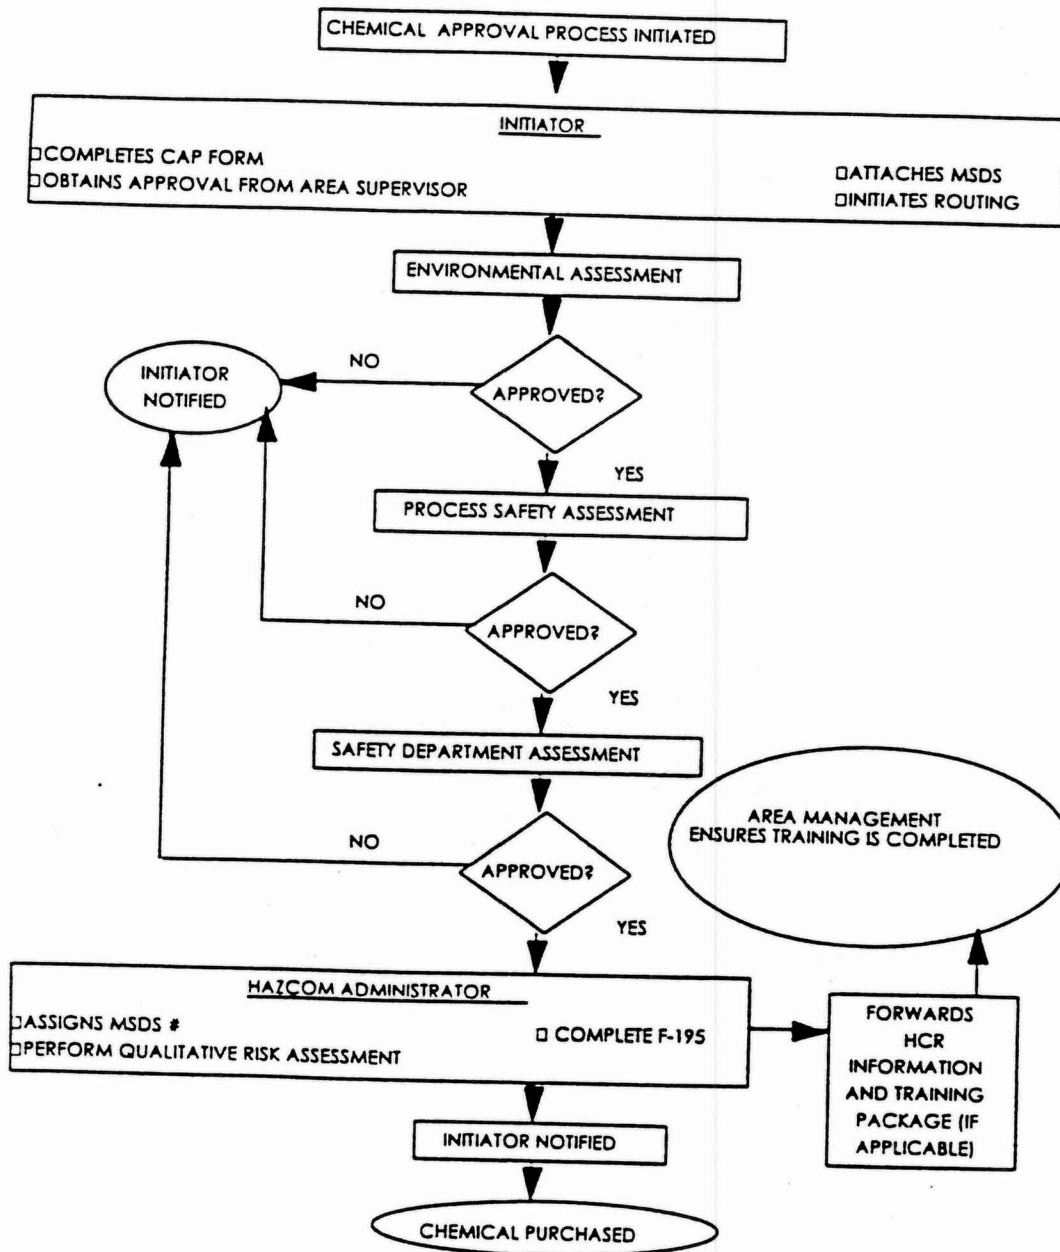 CHEMICAL APPROVAL PROCESS INITIATED
INITIATOR
□COMPLETES CAP FORM
□OBTAINS APPROVAL FROM AREA SUPERVISOR
□ATTACHES MSDS
□INITIATES ROUTING
ENVIRONMENTAL ASSESSMENT
NO
INITIATOR
NOTIFIED
APPROVED?
YES
PROCESS SAFETY ASSESSMENT
NO
APPROVED?
YES
SAFETY DEPARTMENT ASSESSMENT
NO
APPROVED?
YES
AREA MANAGEMENT
ENSURES TRAINING IS COMPLETED
HAZCOM ADMINISTRATOR
□ASSIGNS MSDS #
□PERFORM QUALITATIVE RISK ASSESSMENT
□ COMPLETE F-195
FORWARDS
HCR
INFORMATION
AND TRAINING
PACKAGE (IF
APPLICABLE)
INITIATOR NOTIFIED
CHEMICAL PURCHASED